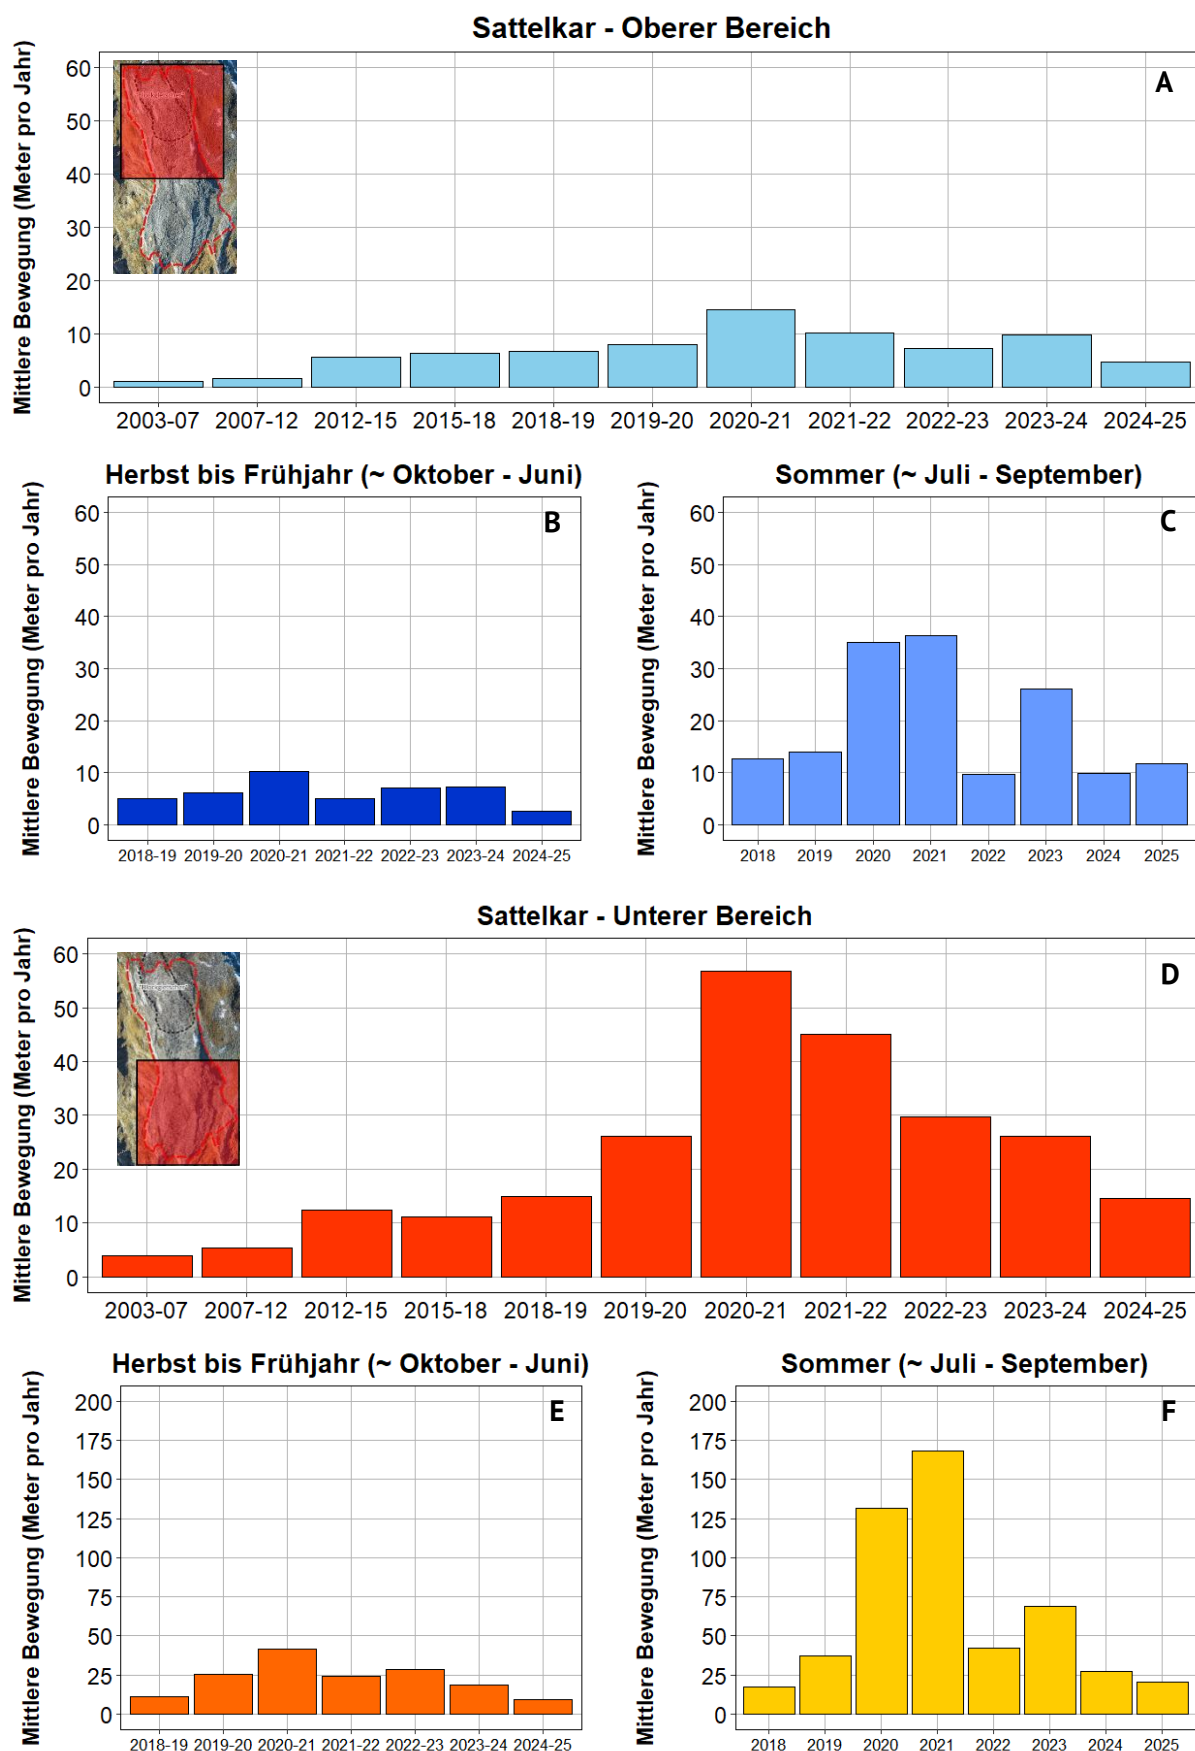 Sattelkar - Oberer Bereich
Mittlere Bewegung (Meter pro Jahr)
60
50
40
30
20
10
0
A
2003-07 2007-12 2012-15 2015-18 2018-19 2019-20 2020-21 2021-22 2022-23 2023-24 2024-25
Herbst bis Frühjahr (~ Oktober - Juni)
Mittlere Bewegung (Meter pro Jahr)
60
50
40
30
20
10
0
B
2018-19 2019-20 2020-21 2021-22 2022-23 2023-24 2024-25
Sommer (~ Juli - September)
Mittlere Bewegung (Meter pro Jahr)
60
50
40
30
20
10
0
C
2018 2019 2020 2021 2022 2023 2024 2025
Sattelkar - Unterer Bereich
Mittlere Bewegung (Meter pro Jahr)
60
50
40
30
20
10
0
"Blockgletscher"
D
2003-07 2007-12 2012-15 2015-18 2018-19 2019-20 2020-21 2021-22 2022-23 2023-24 2024-25
Herbst bis Frühjahr (~ Oktober - Juni)
Mittlere Bewegung (Meter pro Jahr)
200
175
150
125
100
75
50
25
0
E
2018-19 2019-20 2020-21 2021-22 2022-23 2023-24 2024-25
Sommer (~ Juli - September)
Mittlere Bewegung (Meter pro Jahr)
200
175
150
125
100
75
50
25
0
F
2018 2019 2020 2021 2022 2023 2024 2025